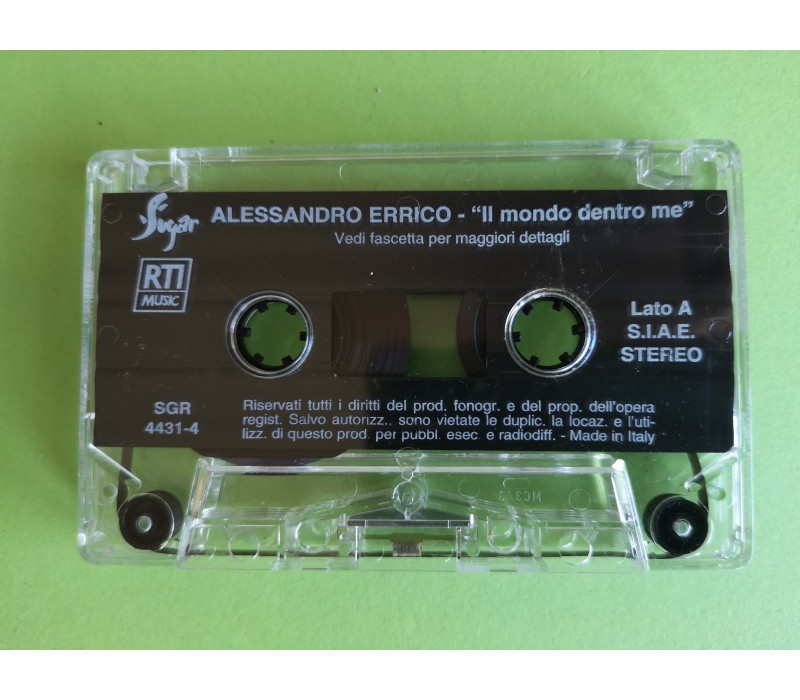 Sugar
ALESSANDRO ERRICO - "Il mondo dentro me"
Vedi fascetta per maggiori dettagli
RTI
MUSIC
Lato A
S.I.A.E.
STEREO
SGR
4431-4
Riservati tutti i diritti del prod. fonogr. e del prop. dell'opera
regist. Salvo autorizz., sono vietate le duplic. la locaz. e l'uti-
lizz. di questo prod. per pubbl. esec. e radiodiff. - Made in Italy